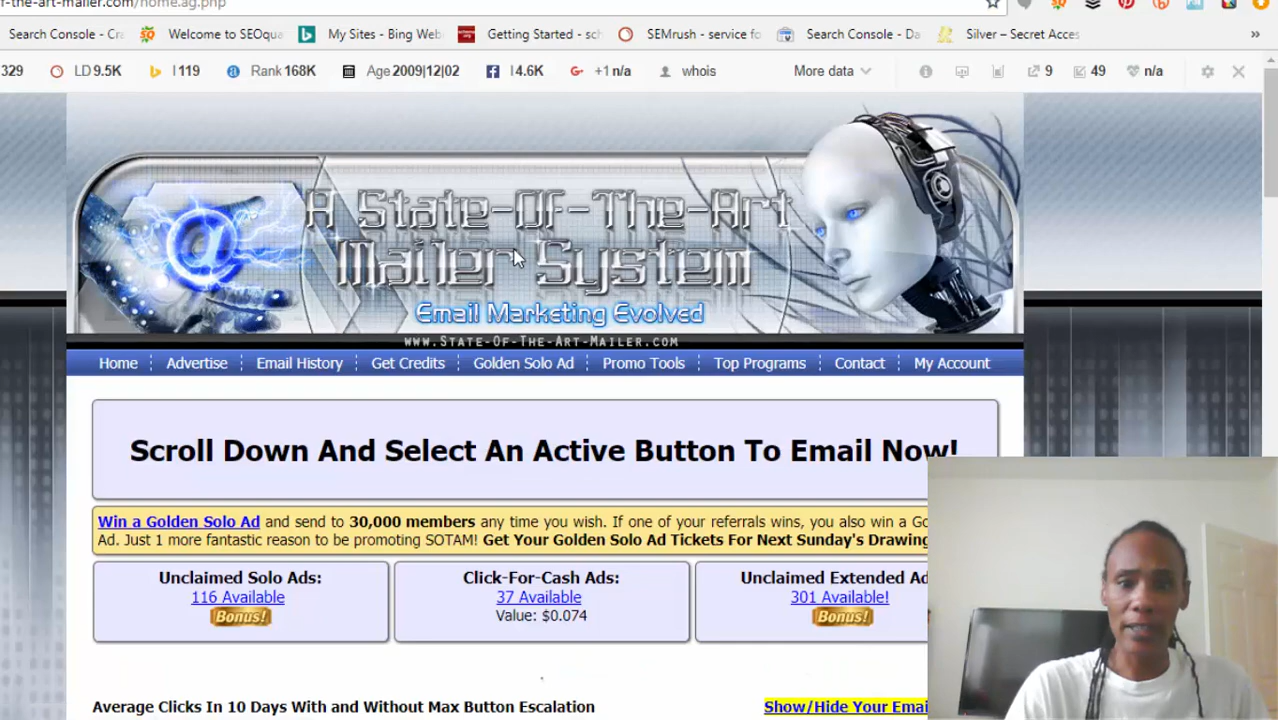 f-the-art-mailer.com/home.ag.php
Search Console - Cra
Welcome to SEOqua
My Sites - Bing Web
Getting Started - sch
SEMrush - service fo
Search Console - Da
Silver – Secret Acces
»
329 LD 9.5K I 119 Rank 168K Age 2009|12|02 I 4.6K +1 n/a whois More data 9 49 n/a
A State-Of-The-Art
Mailer System
@
Email Marketing Evolved
www.State-Of-The-Art-Mailer.com
Home Advertise Email History Get Credits Golden Solo Ad Promo Tools Top Programs Contact My Account
Scroll Down And Select An Active Button To Email Now!
Win a Golden Solo Ad and send to 30,000 members any time you wish. If one of your referrals wins, you also win a Go
Ad. Just 1 more fantastic reason to be promoting SOTAM! Get Your Golden Solo Ad Tickets For Next Sunday's Drawing
Unclaimed Solo Ads:
116 Available
Bonus!
Click-For-Cash Ads:
37 Available
Value: $0.074
Unclaimed Extended Ad
301 Available!
Bonus!
Average Clicks In 10 Days With and Without Max Button Escalation
Show/Hide Your Emai